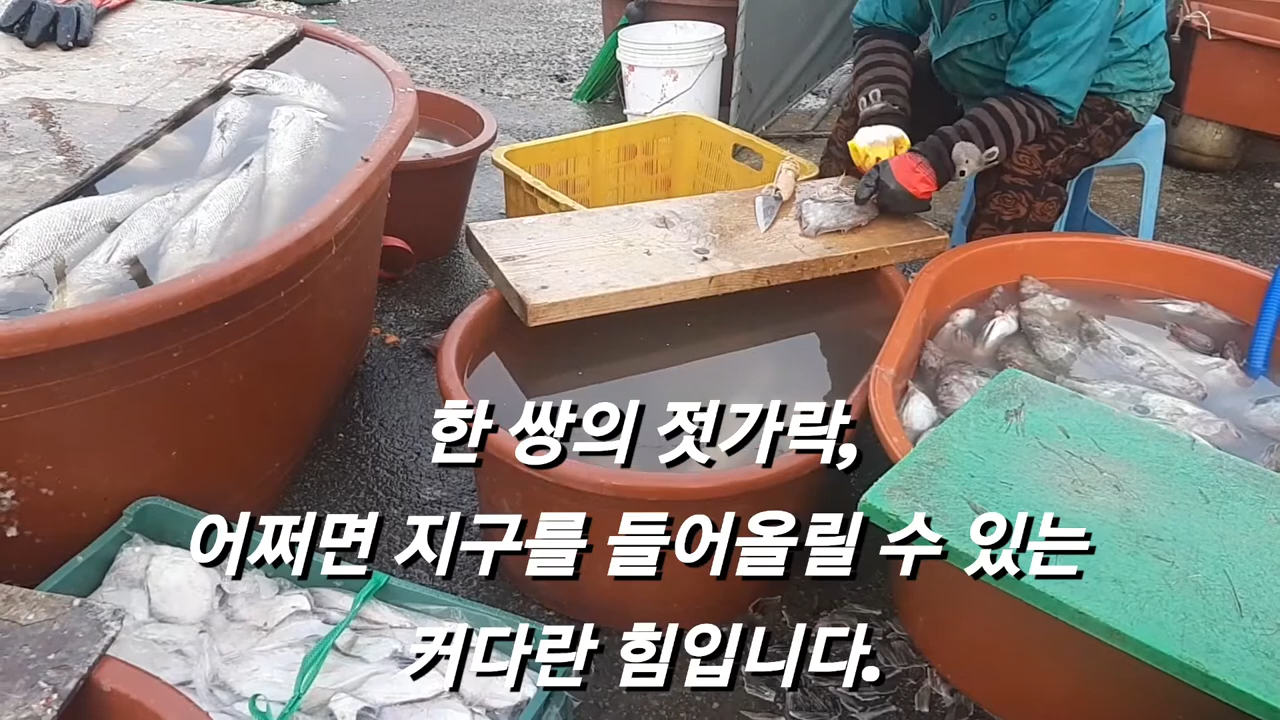 한 쌍의 젓가락,
어쩌면 지구를 들어올릴 수 있는
커다란 힘입니다.